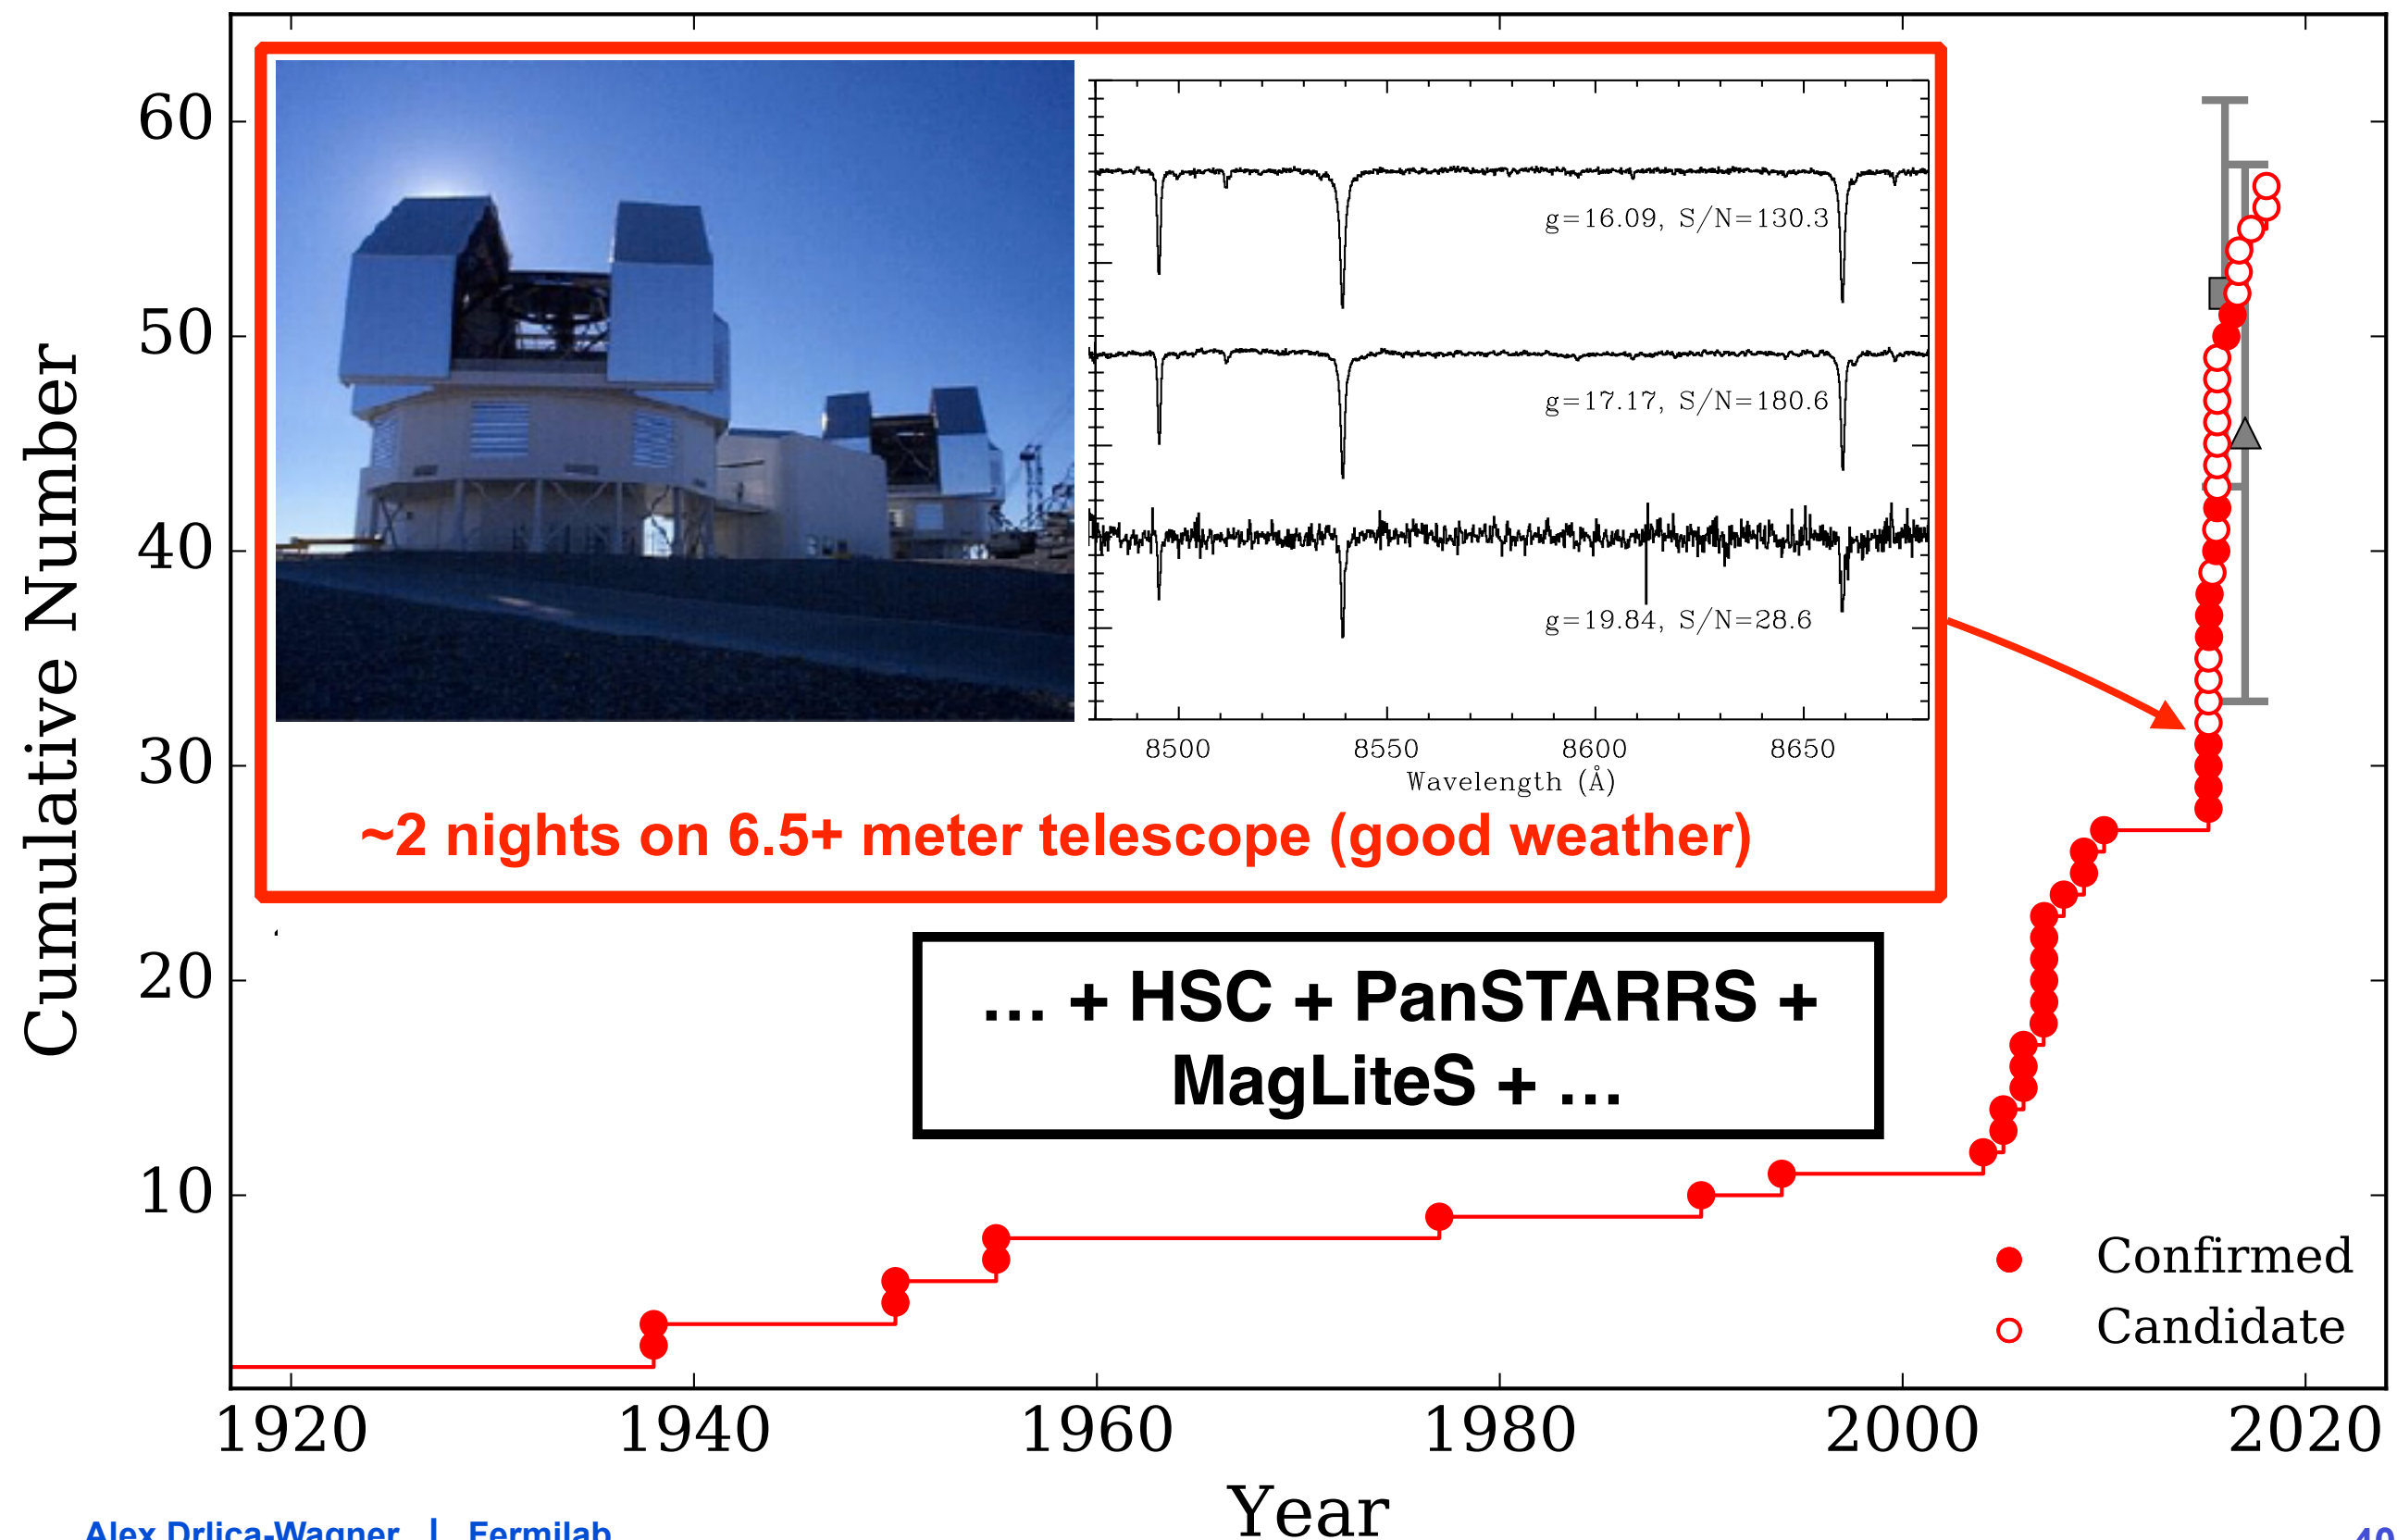 Cumulative Number
60
50
40
30
20
10
g=16.09, S/N=130.3
g=17.17, S/N=180.6
g=19.84, S/N=28.6
8500 8550 8600 8650
Wavelength (Å)
~2 nights on 6.5+ meter telescope (good weather)
… + HSC + PanSTARRS +
MagLiteS + …
Confirmed
Candidate
1920 1940 1960 1980 2000 2020
Year
Alex Drlica-Wagner | Fermilab
40